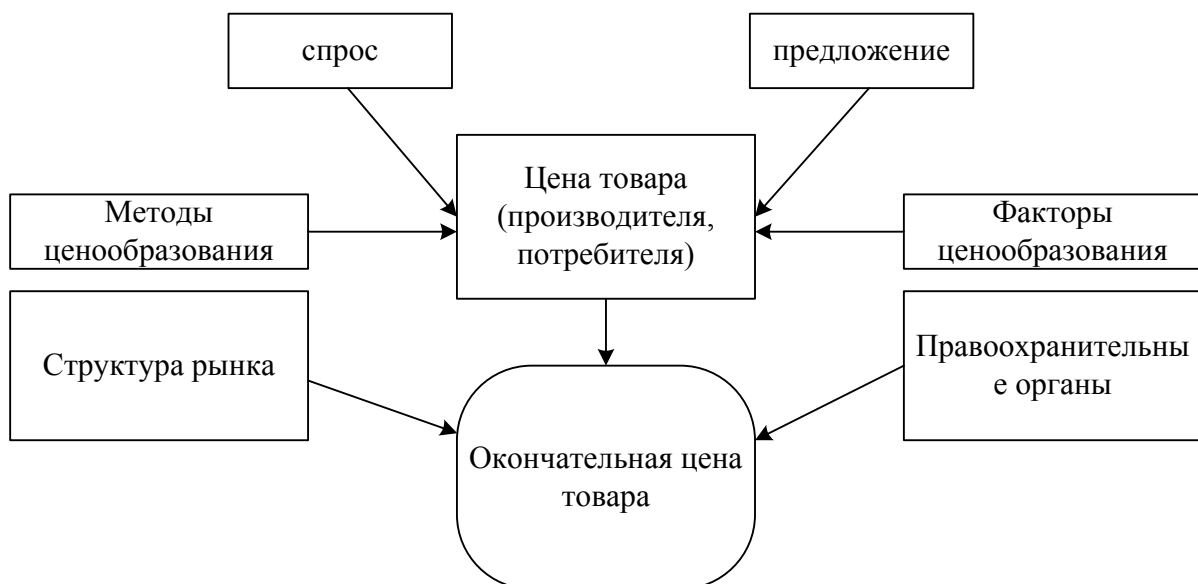 спрос
предложение
Цена товара
(производителя,
потребителя)
Методы
ценообразования
Факторы
ценообразования
Структура рынка
Правоохранительны
е органы
Окончательная цена
товара